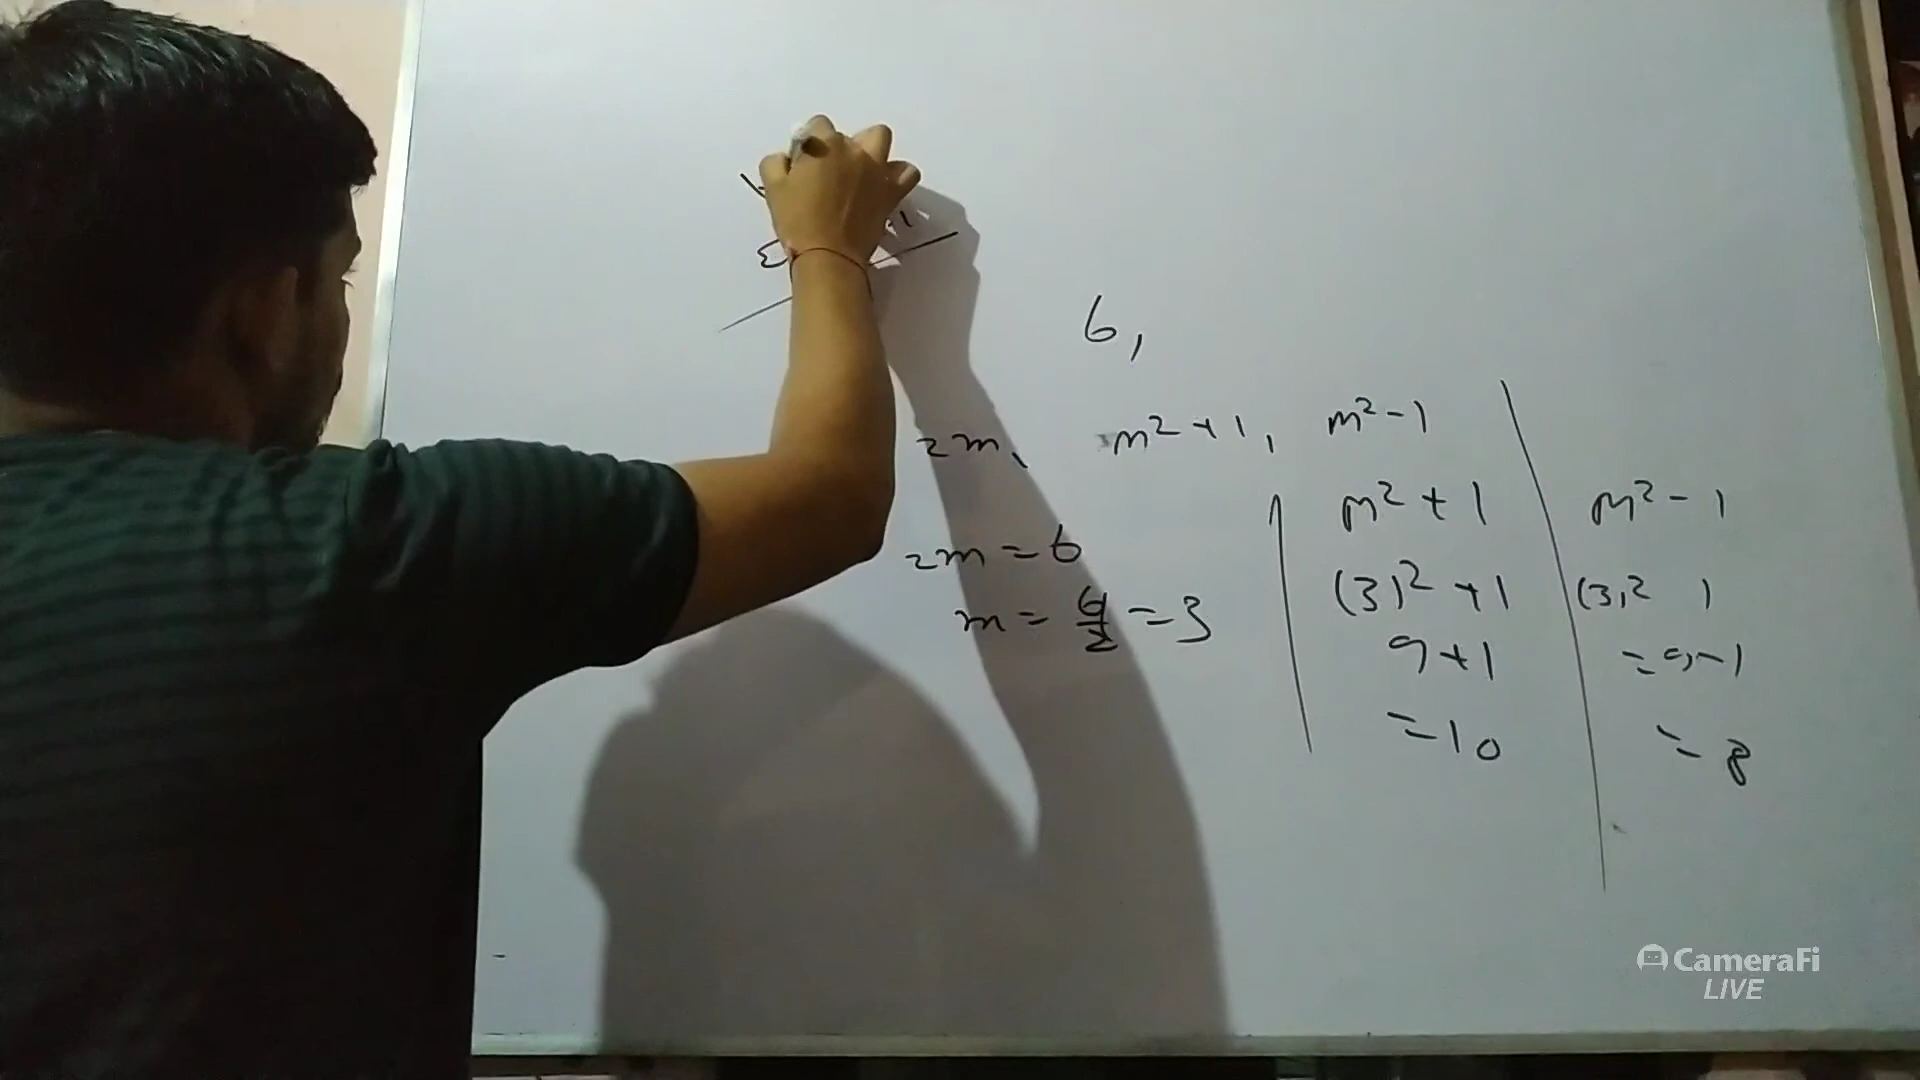 6,
2m, m² + 1, m² - 1
2m = 6
m = 6/2 = 3
m² + 1
(3)² + 1
9 + 1
= 10
m² - 1
(3)² 1
= 9 - 1
= 8
CameraFi
LIVE